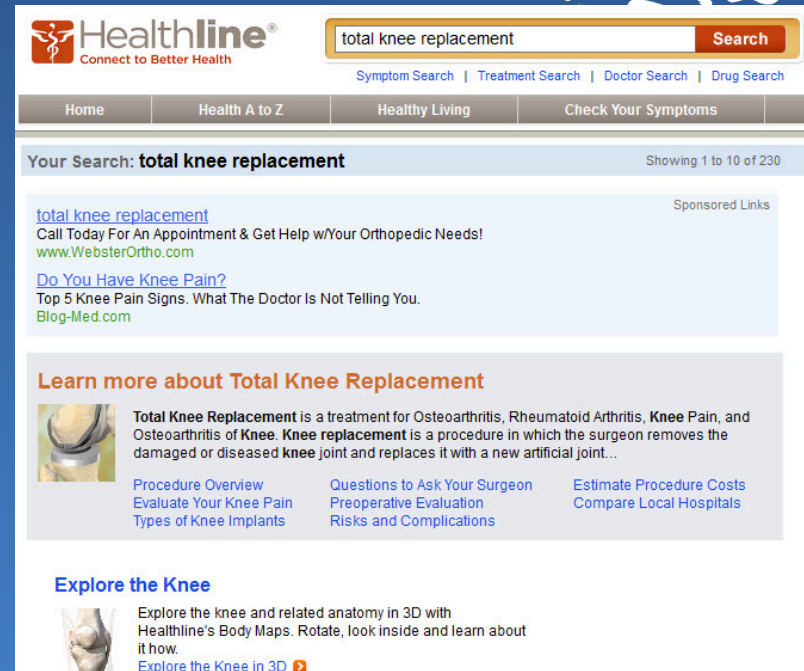 Healthline®
Connect to Better Health
total knee replacement
Search
Symptom Search | Treatment Search | Doctor Search | Drug Search
Home Health A to Z Healthy Living Check Your Symptoms
Your Search: total knee replacement Showing 1 to 10 of 230
Sponsored Links
total knee replacement
Call Today For An Appointment & Get Help w/Your Orthopedic Needs!
www.WebsterOrtho.com
Do You Have Knee Pain?
Top 5 Knee Pain Signs. What The Doctor Is Not Telling You.
Blog-Med.com
Learn more about Total Knee Replacement
Total Knee Replacement is a treatment for Osteoarthritis, Rheumatoid Arthritis, Knee Pain, and
Osteoarthritis of Knee. Knee replacement is a procedure in which the surgeon removes the
damaged or diseased knee joint and replaces it with a new artificial joint...
Procedure Overview Questions to Ask Your Surgeon Estimate Procedure Costs
Evaluate Your Knee Pain Preoperative Evaluation Compare Local Hospitals
Types of Knee Implants Risks and Complications
Explore the Knee
Explore the knee and related anatomy in 3D with
Healthline's Body Maps. Rotate, look inside and learn about
it how.
Explore the Knee in 3D